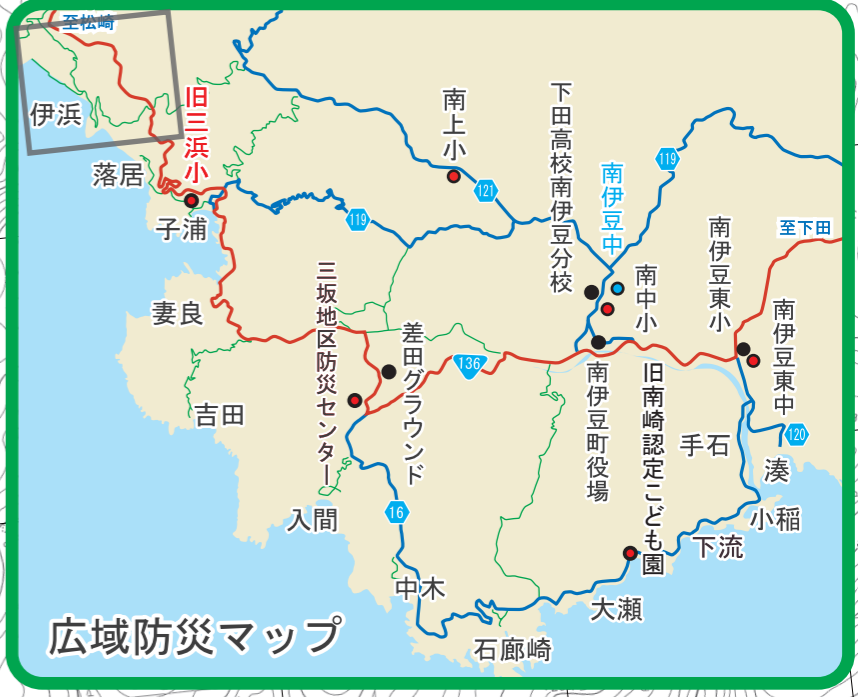 至松崎
伊浜
旧三浜小
落居
子浦
南上小
121
119
下田高校南伊豆分校
南伊豆中
119
南中小
南伊豆東小
至下田
南伊豆東中
妻良
三坂地区防災センター
差田グラウンド
136
吉田
南伊豆町役場
旧南崎認定こども園
手石
120
湊
入間
16
小稲
下流
中木
大瀬
石廊崎
広域防災マップ